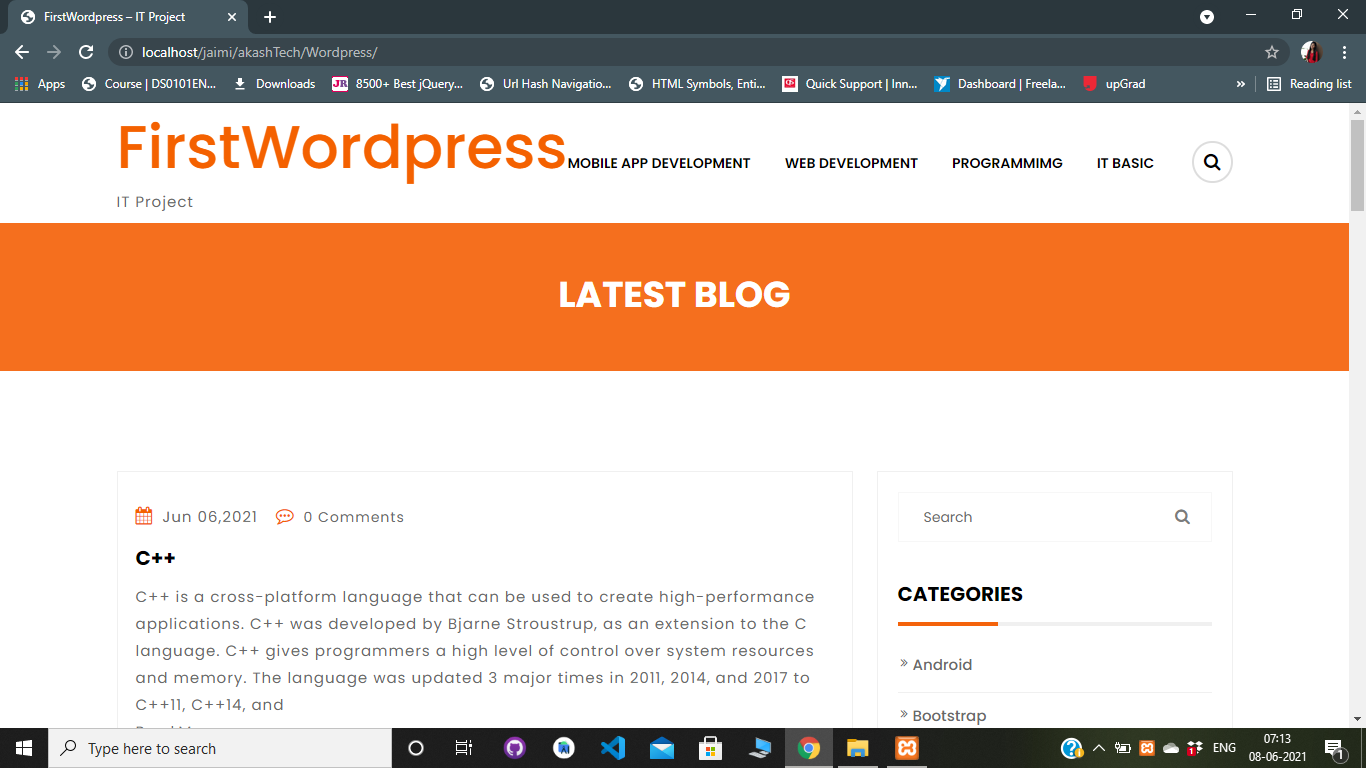 FirstWordpress – IT Project
localhost/jaimi/akashTech/Wordpress/
Apps
Course | DS0101EN...
Downloads
JR
8500+ Best jQuery...
Url Hash Navigatio...
HTML Symbols, Enti...
Quick Support | Inn...
Dashboard | Freela...
upGrad
»
Reading list
FirstWordpress
MOBILE APP DEVELOPMENT
WEB DEVELOPMENT
PROGRAMMIMG
IT BASIC
IT Project
LATEST BLOG
Jun 06,2021
0 Comments
C++
C++ is a cross-platform language that can be used to create high-performance
applications. C++ was developed by Bjarne Stroustrup, as an extension to the C
language. C++ gives programmers a high level of control over system resources
and memory. The language was updated 3 major times in 2011, 2014, and 2017 to
C++11, C++14, and
Search
CATEGORIES
» Android
» Bootstrap
Type here to search
ENG
07:13
08-06-2021
1